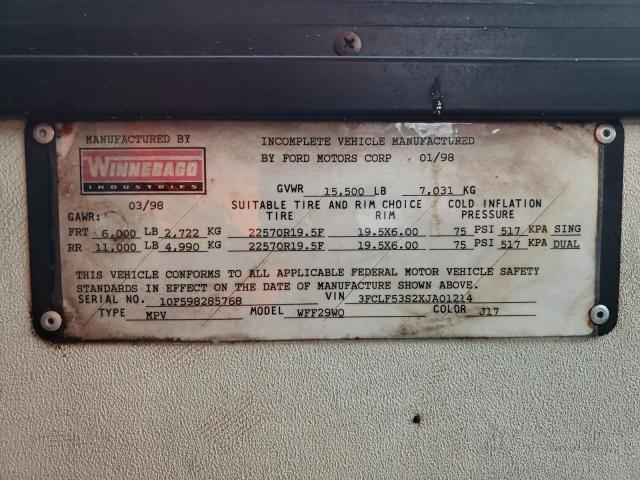 MANUFACTURED BY
WINNEBAGO
INDUSTRIES
03/98
INCOMPLETE VEHICLE MANUFACTURED
BY FORD MOTORS CORP 01/98
GVWR 15,500 LB 7,031 KG
SUITABLE TIRE AND RIM CHOICE COLD INFLATION
GAWR: TIRE RIM PRESSURE
FRT 6,000 LB 2,722 KG 22570R19.5F 19.5X6.00 75 PSI 517 KPA SING
RR 11,000 LB 4,990 KG 22570R19.5F 19.5X6.00 75 PSI 517 KPA DUAL
THIS VEHICLE CONFORMS TO ALL APPLICABLE FEDERAL MOTOR VEHICLE SAFETY
STANDARDS IN EFFECT ON THE DATE OF MANUFACTURE SHOWN ABOVE.
SERIAL NO. 10F598285768 VIN 3FCLF53S2XJA01214
TYPE MPV MODEL WFF29WO COLOR J17